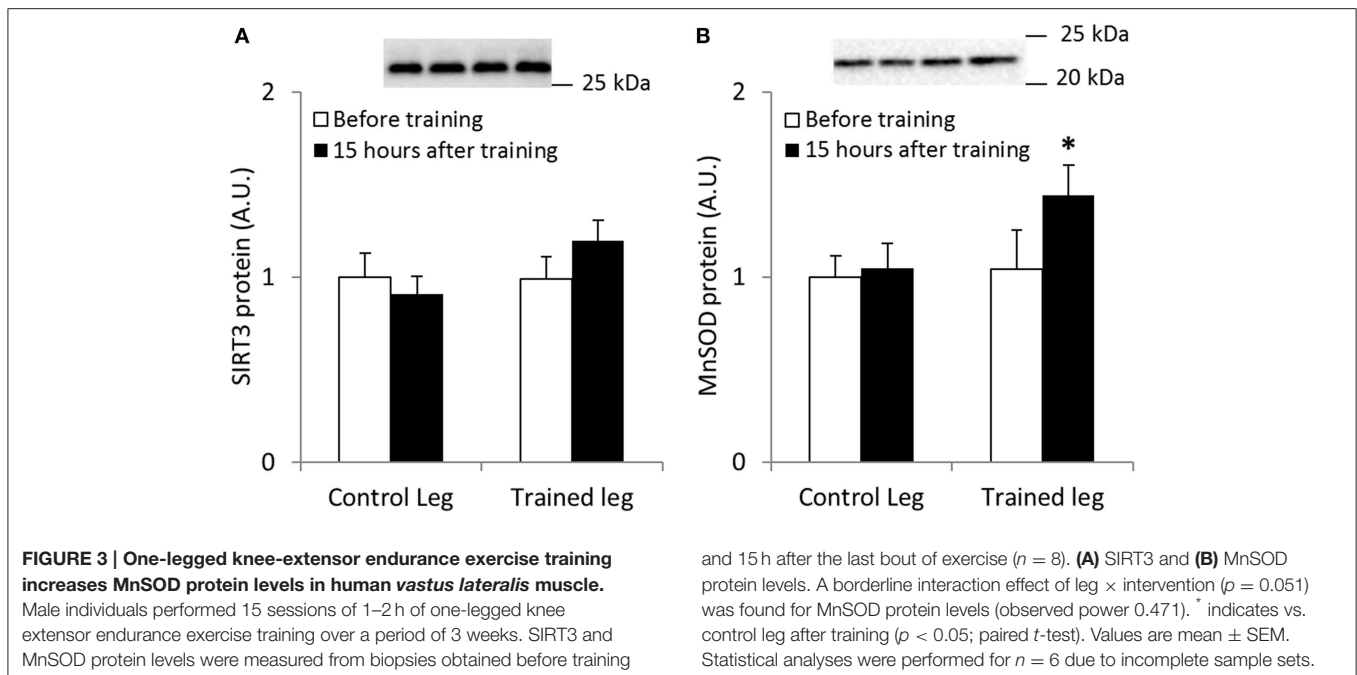 A
25 kDa
2
Before training
15 hours after training
SIRT3 protein (A.U.)
1
0
Control Leg
Trained leg
B
25 kDa
20 kDa
2
Before training
15 hours after training
*
MnSOD protein (A.U.)
1
0
Control Leg
Trained leg
FIGURE 3 | One-legged knee-extensor endurance exercise training
increases MnSOD protein levels in human vastus lateralis muscle.
Male individuals performed 15 sessions of 1–2 h of one-legged knee
extensor endurance exercise training over a period of 3 weeks. SIRT3 and
MnSOD protein levels were measured from biopsies obtained before training
and 15 h after the last bout of exercise (n = 8). (A) SIRT3 and (B) MnSOD
protein levels. A borderline interaction effect of leg × intervention (p = 0.051)
was found for MnSOD protein levels (observed power 0.471). * indicates vs.
control leg after training (p < 0.05; paired t-test). Values are mean ± SEM.
Statistical analyses were performed for n = 6 due to incomplete sample sets.